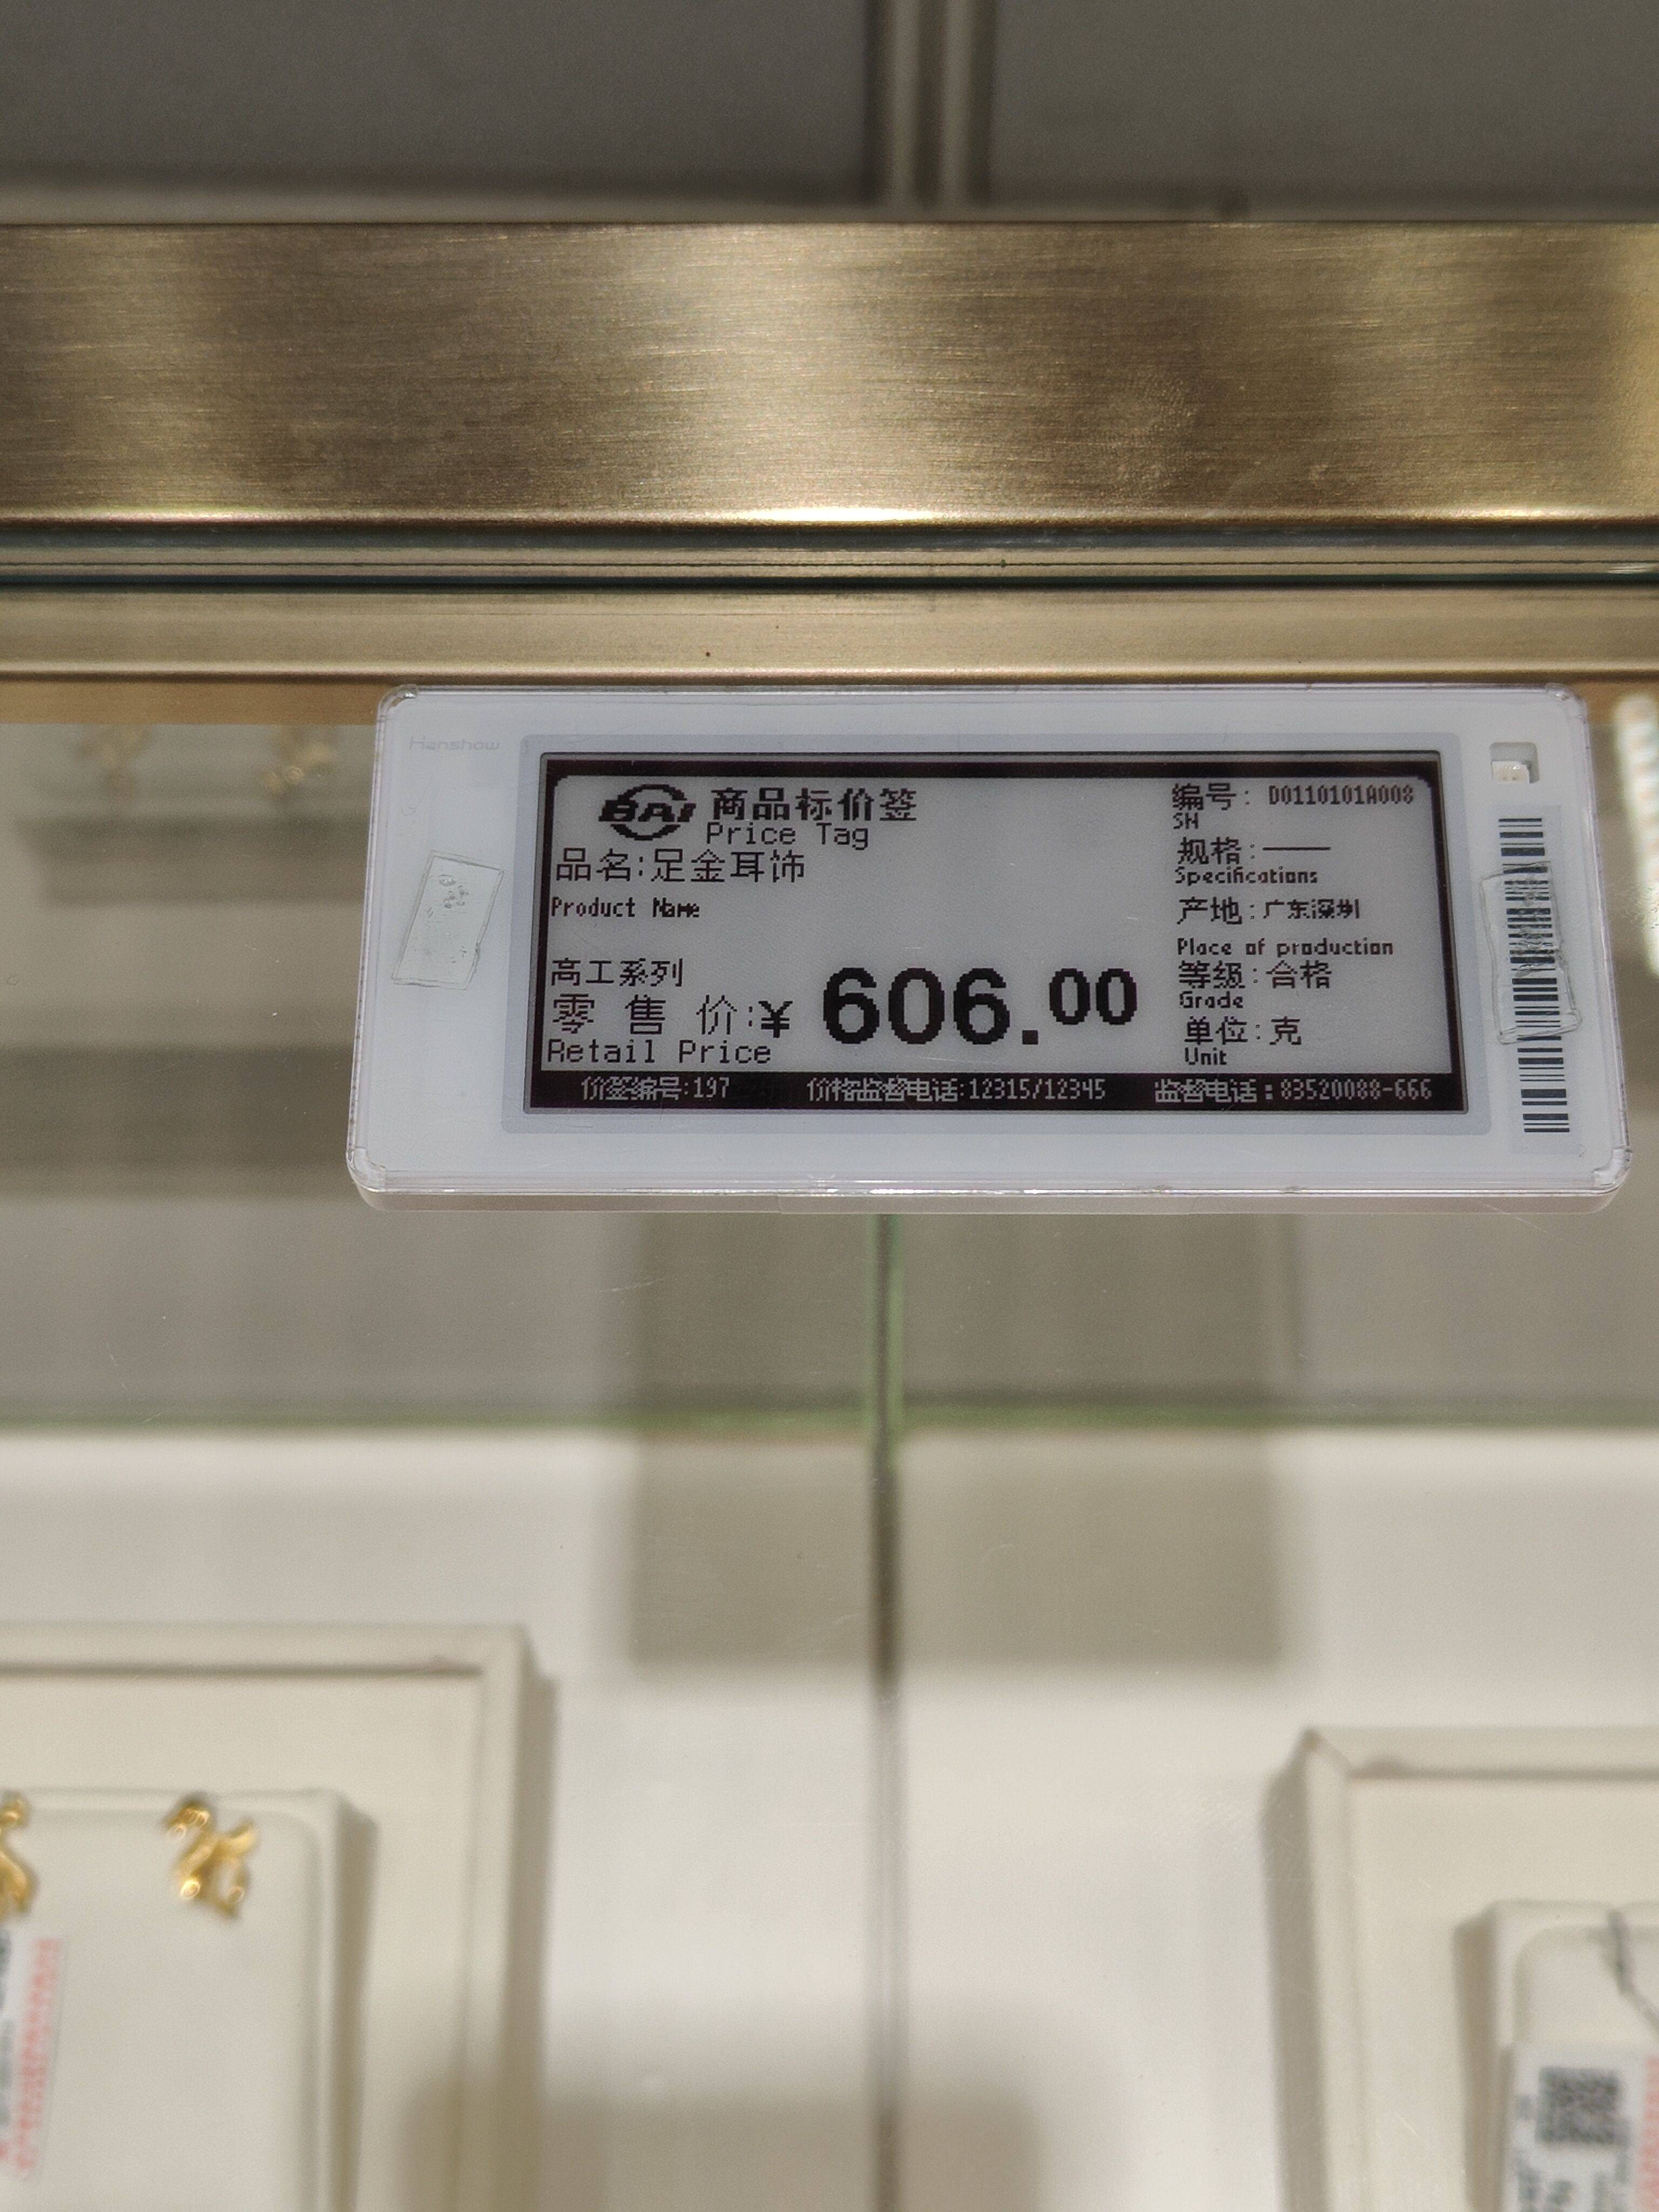 Hanshow
BAI 商品标价签
Price Tag
品名:足金耳饰
Product Name
高工系列
零售价:¥ 606.00
Retail Price
编号: D0110101A008
SN
规格:——
Specifications
产地:广东深圳
Place of production
等级:合格
Grade
单位:克
Unit
价签编号:197 价格监督电话:12315/12345 监督电话:83520088-666